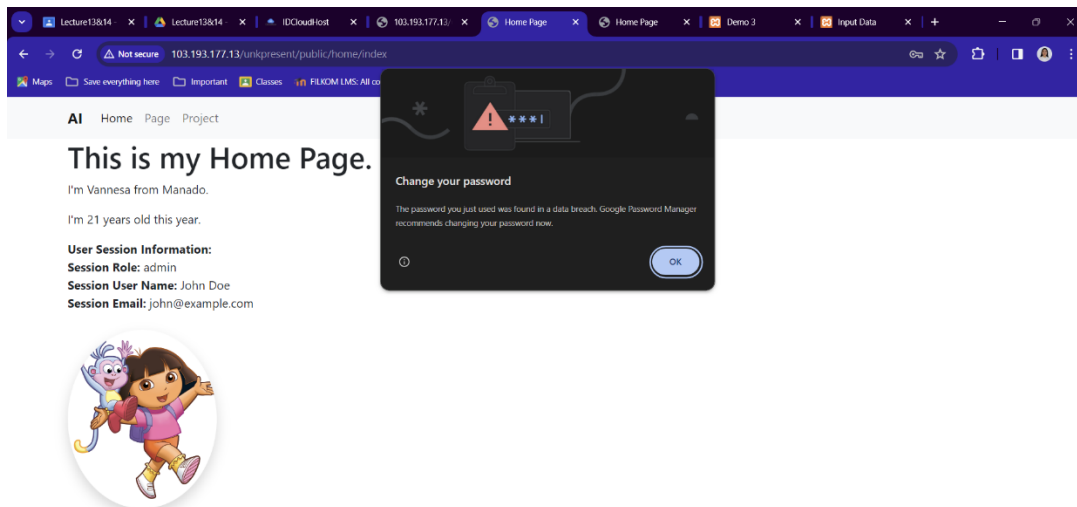 Lecture13&14 -
Lecture13&14 -
IDCloudHost
103.193.177.13/
Home Page
Home Page
Demo 3
Input Data
Not secure
103.193.177.13/unkpresent/public/home/index
Maps
Save everything here
Important
Classes
FILKOM LMS: All co
AI Home Page Project
This is my Home Page.
I'm Vannesa from Manado.
I'm 21 years old this year.
User Session Information:
Session Role: admin
Session User Name: John Doe
Session Email: john@example.com
***|
Change your password
The password you just used was found in a data breach. Google Password Manager
recommends changing your password now.
OK